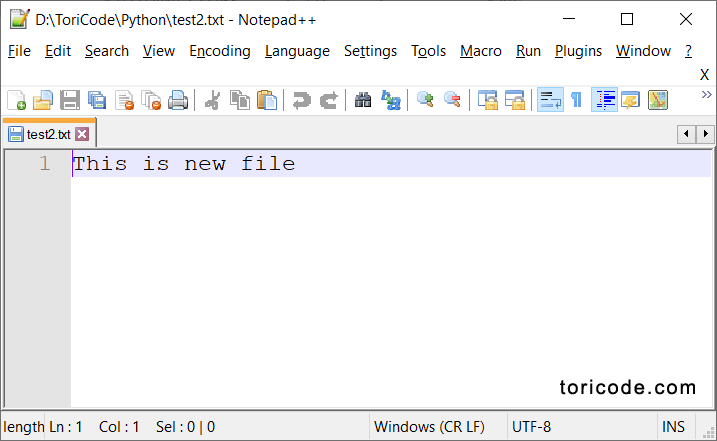 D:\ToriCode\Python\test2.txt - Notepad++
File Edit Search View Encoding Language Settings Tools Macro Run Plugins Window ?
X
test2.txt
1 This is new file
toricode.com
length Ln : 1 Col : 1 Sel : 0 | 0 Windows (CR LF) UTF-8 INS